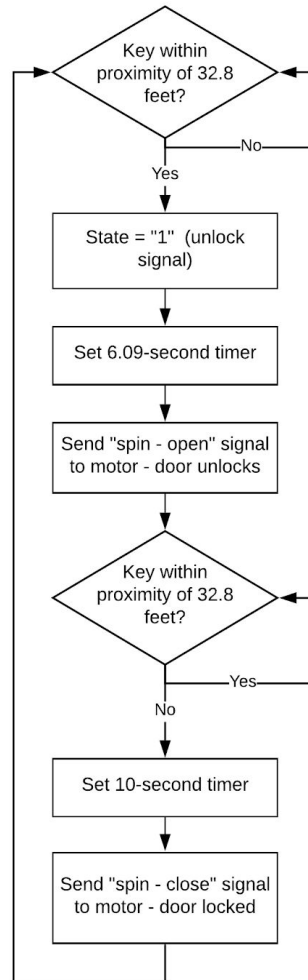 Key within
proximity of 32.8
feet?
No
Yes
State = "1" (unlock
signal)
Set 6.09-second timer
Send "spin - open" signal
to motor - door unlocks
Key within
proximity of 32.8
feet?
Yes
No
Set 10-second timer
Send "spin - close" signal
to motor - door locked